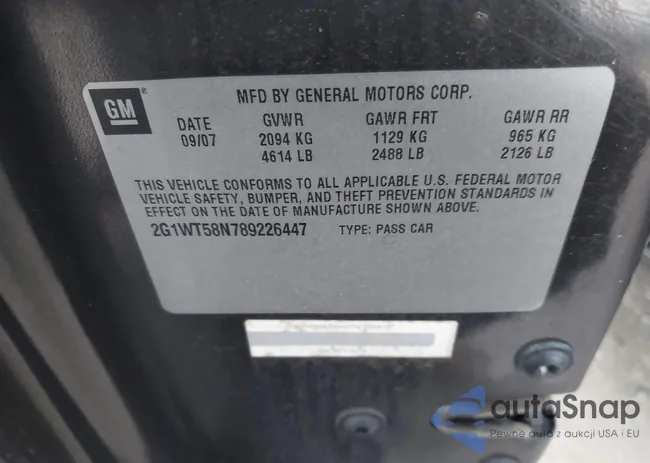 GM ®
MFD BY GENERAL MOTORS CORP.
DATE GVWR GAWR FRT GAWR RR
09/07 2094 KG 1129 KG 965 KG
4614 LB 2488 LB 2126 LB
THIS VEHICLE CONFORMS TO ALL APPLICABLE U.S. FEDERAL MOTOR
VEHICLE SAFETY, BUMPER, AND THEFT PREVENTION STANDARDS IN
EFFECT ON THE DATE OF MANUFACTURE SHOWN ABOVE.
2G1WT58N789226447 TYPE: PASS CAR
autaSnap
Pewne auta z aukcji USA i EU